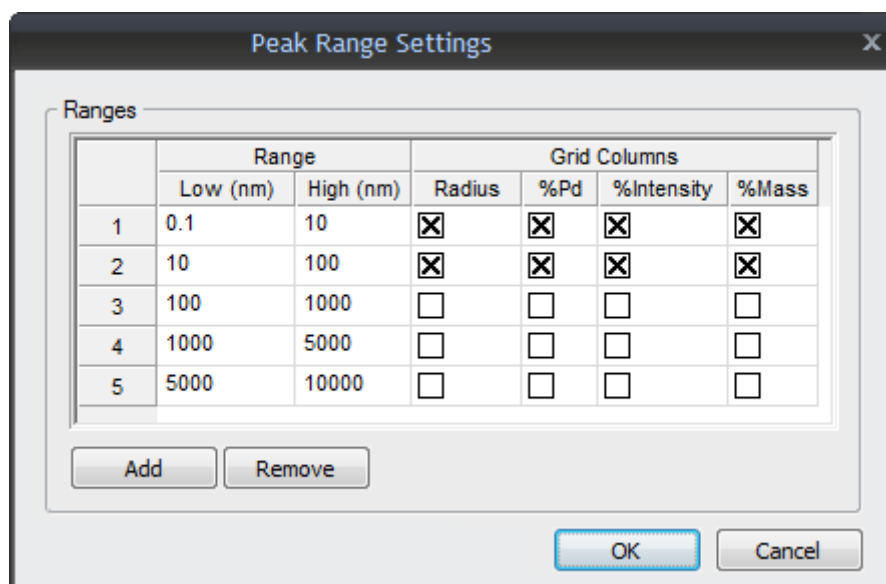 Peak Range Settings x
Ranges
Range Grid Columns
Low (nm) High (nm) Radius %Pd %Intensity %Mass
1 0.1 10
2 10 100
3 100 1000
4 1000 5000
5 5000 10000
Add Remove
OK Cancel